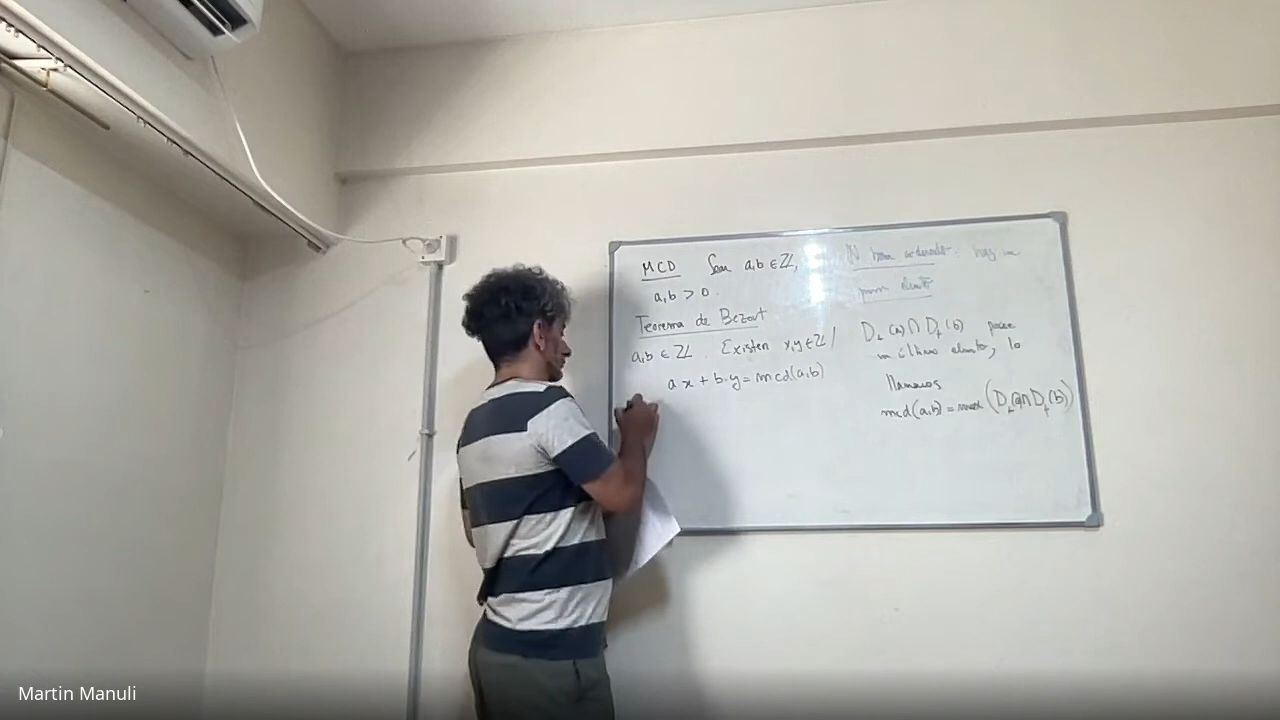 MCD Sean a,b ∈ ℤ,
a,b > 0.
Teorema de Bezout
a,b ∈ ℤ. Existen x,y ∈ ℤ /
a x + b·y = mcd(a,b)
ℕ buen ordenado. hay un
primer elemento
D₊(a) ∩ D₊(b) posee
un último elemento, lo
llamamos
mcd(a,b) = max (D₊(a) ∩ D₊(b))
Martin Manuli